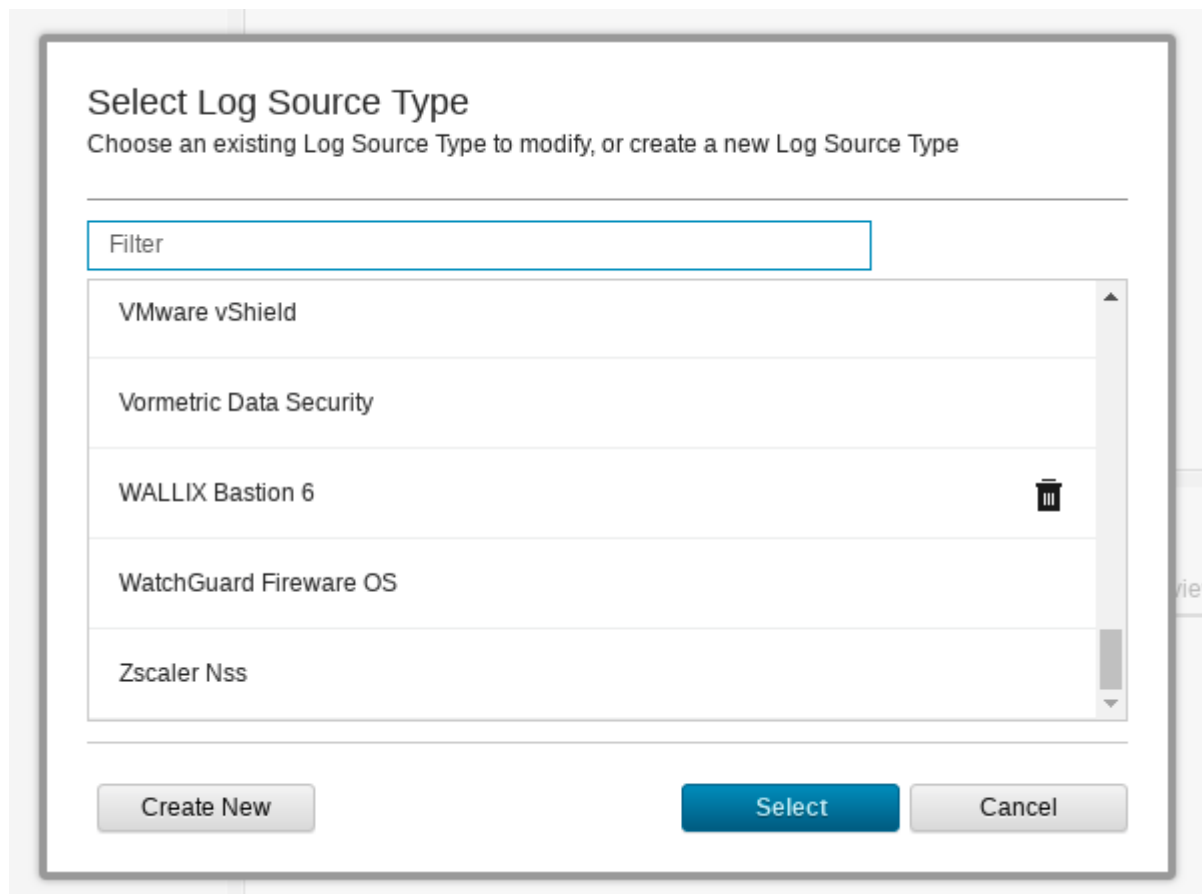 Select Log Source Type
Choose an existing Log Source Type to modify, or create a new Log Source Type
Filter
VMware vShield
Vormetric Data Security
WALLIX Bastion 6
WatchGuard Fireware OS
Zscaler Nss
Create New
Select
Cancel